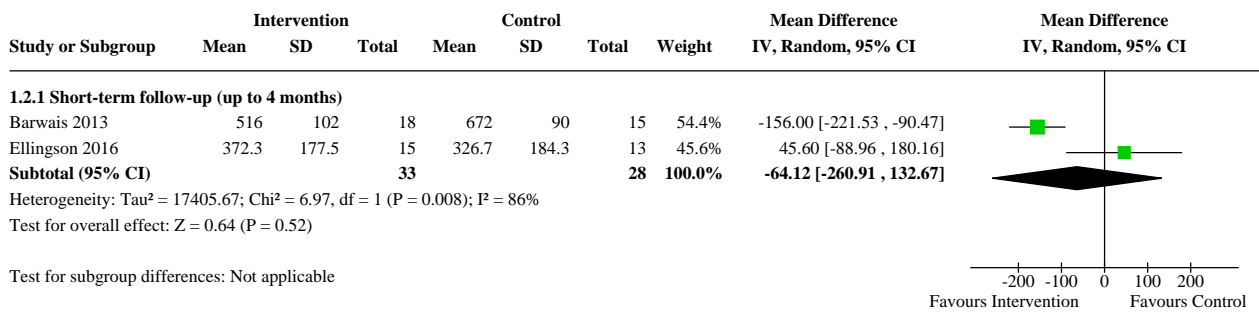 Intervention Control Mean Difference Mean Difference
Study or Subgroup Mean SD Total Mean SD Total Weight IV, Random, 95% CI IV, Random, 95% CI
1.2.1 Short-term follow-up (up to 4 months)
Barwais 2013 516 102 18 672 90 15 54.4% -156.00 [-221.53 , -90.47]
Ellingson 2016 372.3 177.5 15 326.7 184.3 13 45.6% 45.60 [-88.96 , 180.16]
Subtotal (95% CI) 33 28 100.0% -64.12 [-260.91 , 132.67]
Heterogeneity: Tau² = 17405.67; Chi² = 6.97, df = 1 (P = 0.008); I² = 86%
Test for overall effect: Z = 0.64 (P = 0.52)
Test for subgroup differences: Not applicable
-200 -100 0 100 200
Favours Intervention Favours Control